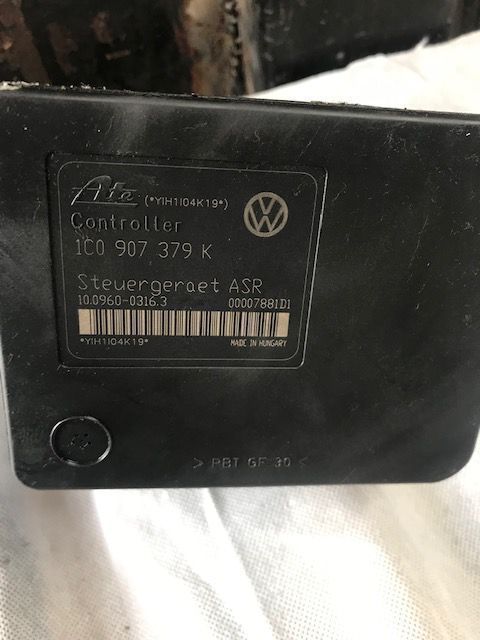 Ate (*YIH1I04K19*)
Controller
1C0 907 379 K
Steuergeraet ASR
10.0960-0316.3 00007881D1
*YIH1I04K19* MADE IN HUNGARY
> PBT GF 30 <